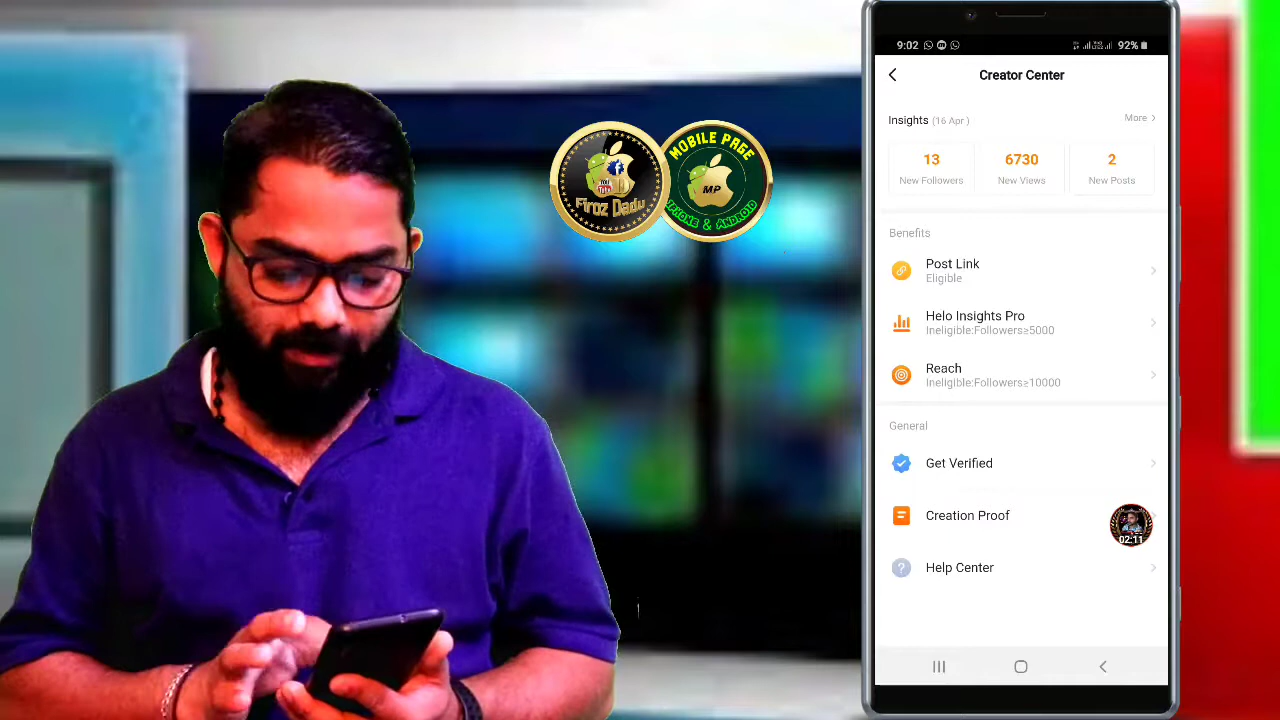 Firoz Dadu
You
Tube
MOBILE PAGE
MP
IPHONE & ANDROID
9:02
92%
Creator Center
Insights (16 Apr )
More
13
6730
2
New Followers
New Views
New Posts
Benefits
Post Link
Eligible
Helo Insights Pro
Ineligible:Followers≥5000
Reach
Ineligible:Followers≥10000
General
Get Verified
Creation Proof
02:11
Help Center